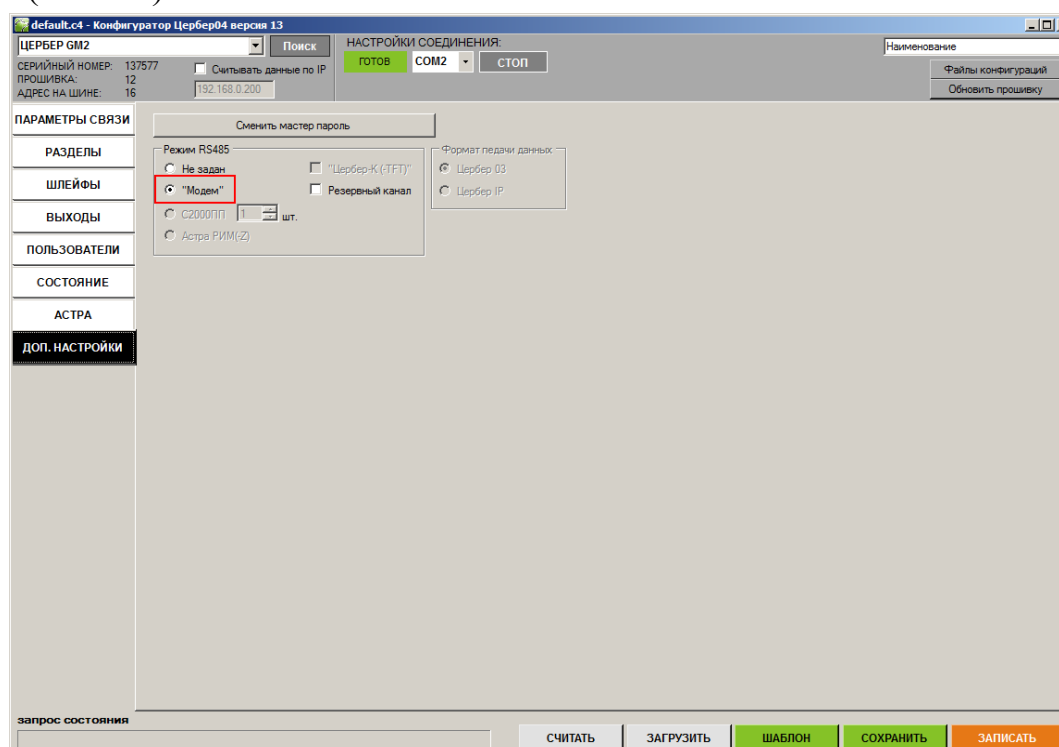 default.c4 - Конфигуратор Цербер04 версия 13
ЦЕРБЕР GM2
Поиск
НАСТРОЙКИ СОЕДИНЕНИЯ:
Наименование
СЕРИЙНЫЙ НОМЕР: 137577
Считывать данные по IP
ГОТОВ
COM2
СТОП
Файлы конфигураций
ПРОШИВКА: 12
АДРЕС НА ШИНЕ: 16
192.168.0.200
Обновить прошивку
ПАРАМЕТРЫ СВЯЗИ
РАЗДЕЛЫ
ШЛЕЙФЫ
ВЫХОДЫ
ПОЛЬЗОВАТЕЛИ
СОСТОЯНИЕ
АСТРА
ДОП. НАСТРОЙКИ
Сменить мастер пароль
Режим RS485
Не задан
"Цербер-К (-TFT)"
"Модем"
Резервный канал
С2000ПП 1 шт.
Астра РИМ(-Z)
Формат педачи данных
Цербер 03
Цербер IP
запрос состояния
СЧИТАТЬ
ЗАГРУЗИТЬ
ШАБЛОН
СОХРАНИТЬ
ЗАПИСАТЬ